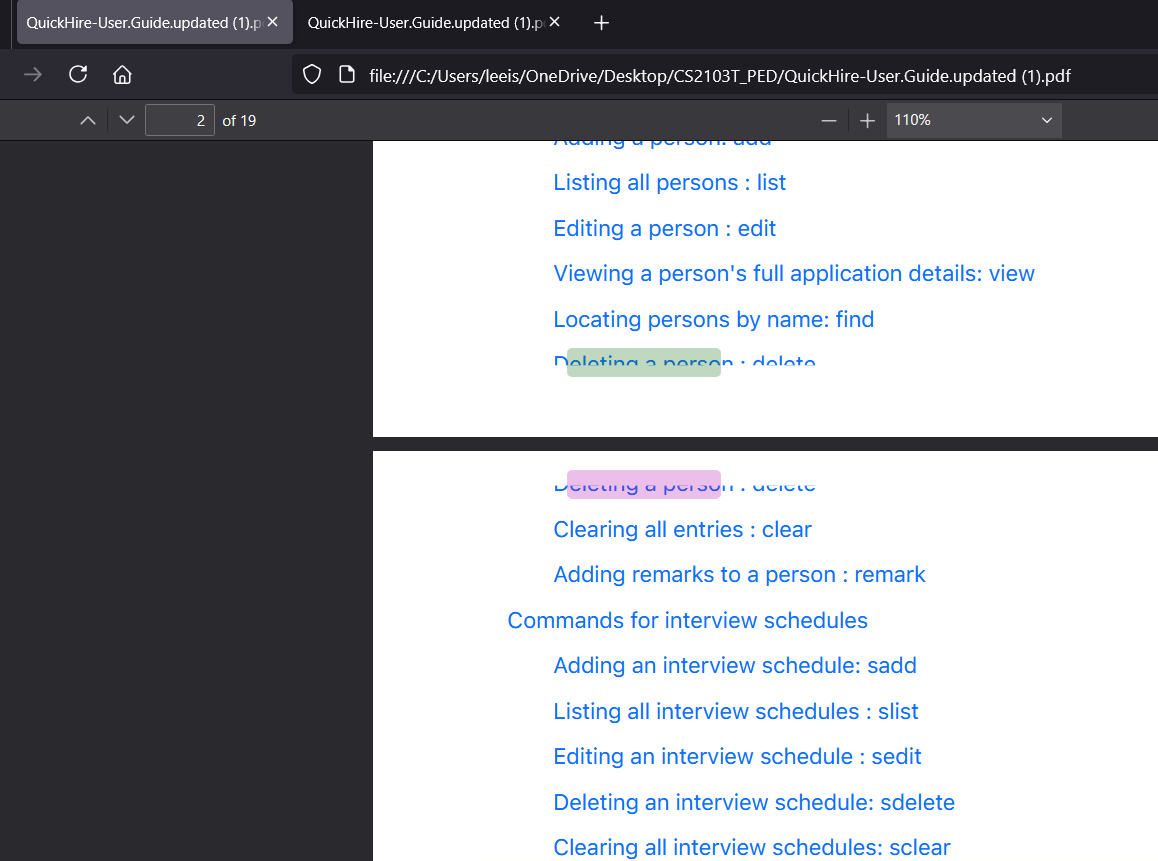 QuickHire-User.Guide.updated (1).p
QuickHire-User.Guide.updated (1).p
file:///C:/Users/leeis/OneDrive/Desktop/CS2103T_PED/QuickHire-User.Guide.updated (1).pdf
2 of 19
110%
Adding a person: add
Listing all persons : list
Editing a person : edit
Viewing a person's full application details: view
Locating persons by name: find
Deleting a person : delete
Deleting a person : delete
Clearing all entries : clear
Adding remarks to a person : remark
Commands for interview schedules
Adding an interview schedule: sadd
Listing all interview schedules : slist
Editing an interview schedule : sedit
Deleting an interview schedule: sdelete
Clearing all interview schedules: sclear